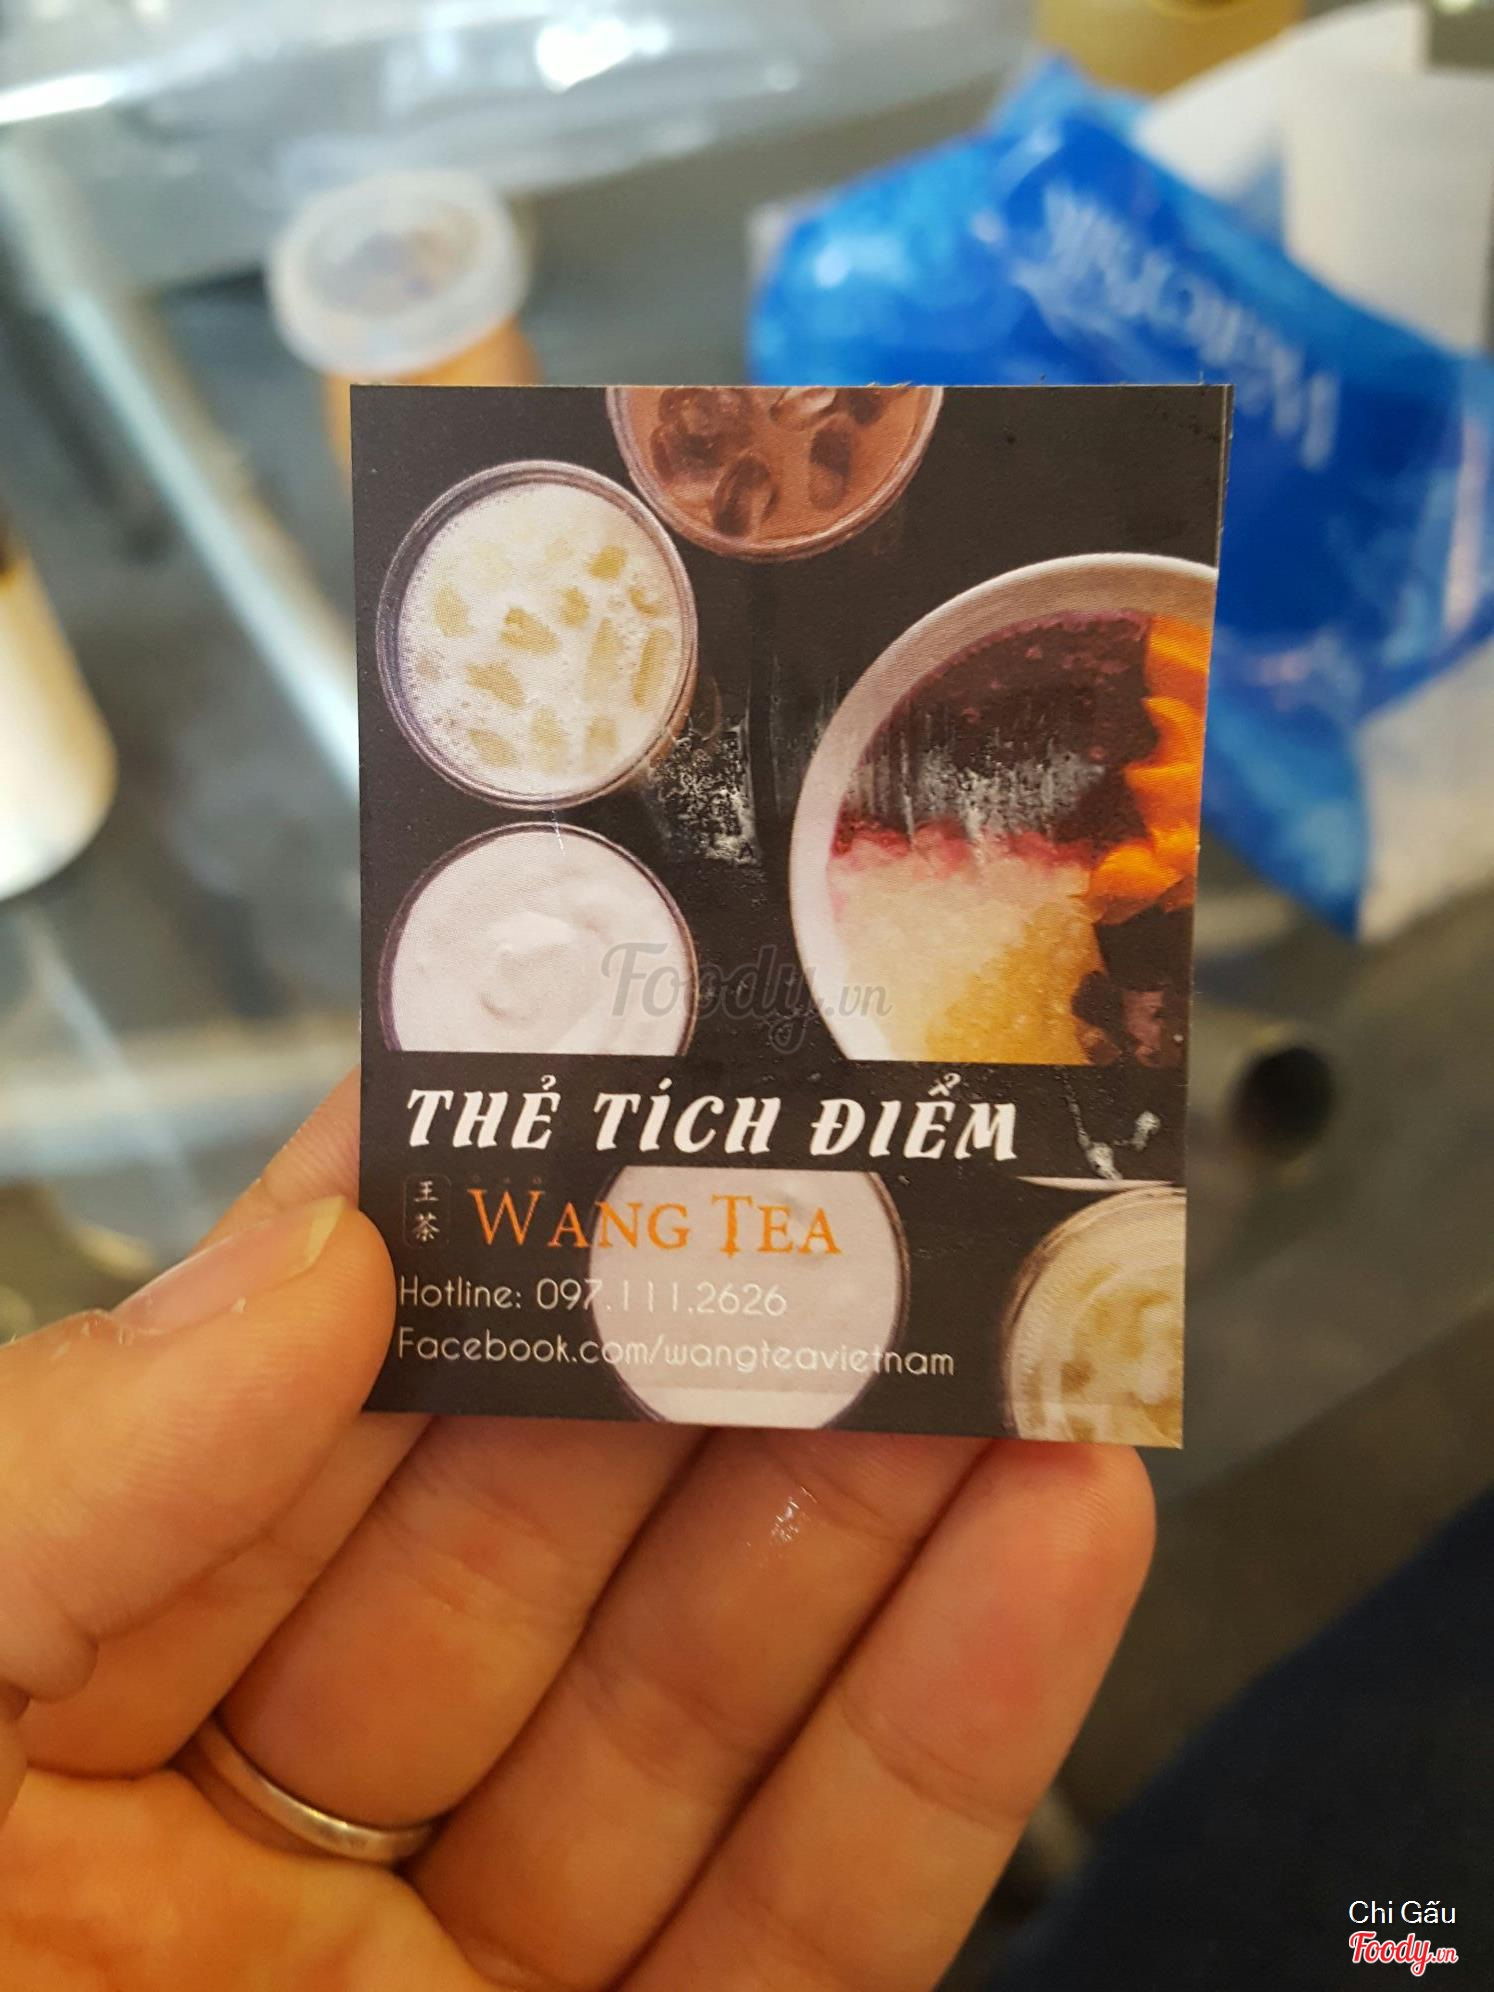 Foody.vn
THẺ TÍCH ĐIỂM
王茶 WANG TEA
Hotline: 097.111.2626
Facebook.com/wangteavietnam
Chi Gấu
Foody.vn